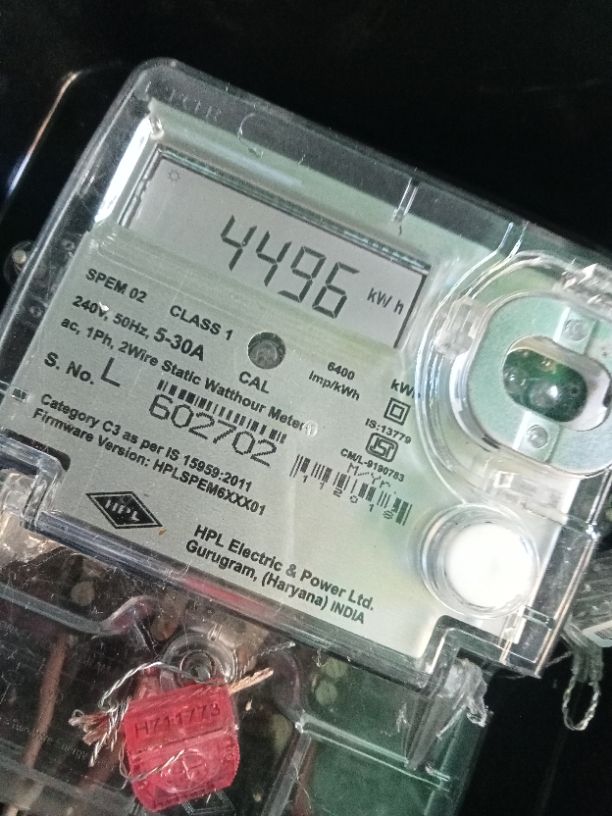 4496 kWh
SPEM 02 CLASS 1
240V, 50Hz, 5-30A CAL 6400 Imp/kWh
ac, 1Ph, 2Wire Static Watthour Meter
S. No. L 602702
IS:13779
CM/L-9190783
M-Yr.
Category C3 as per IS 15959:2011
Firmware Version: HPLSPEM6XXX01
HPL
HPL Electric & Power Ltd.
Gurugram, (Haryana) INDIA